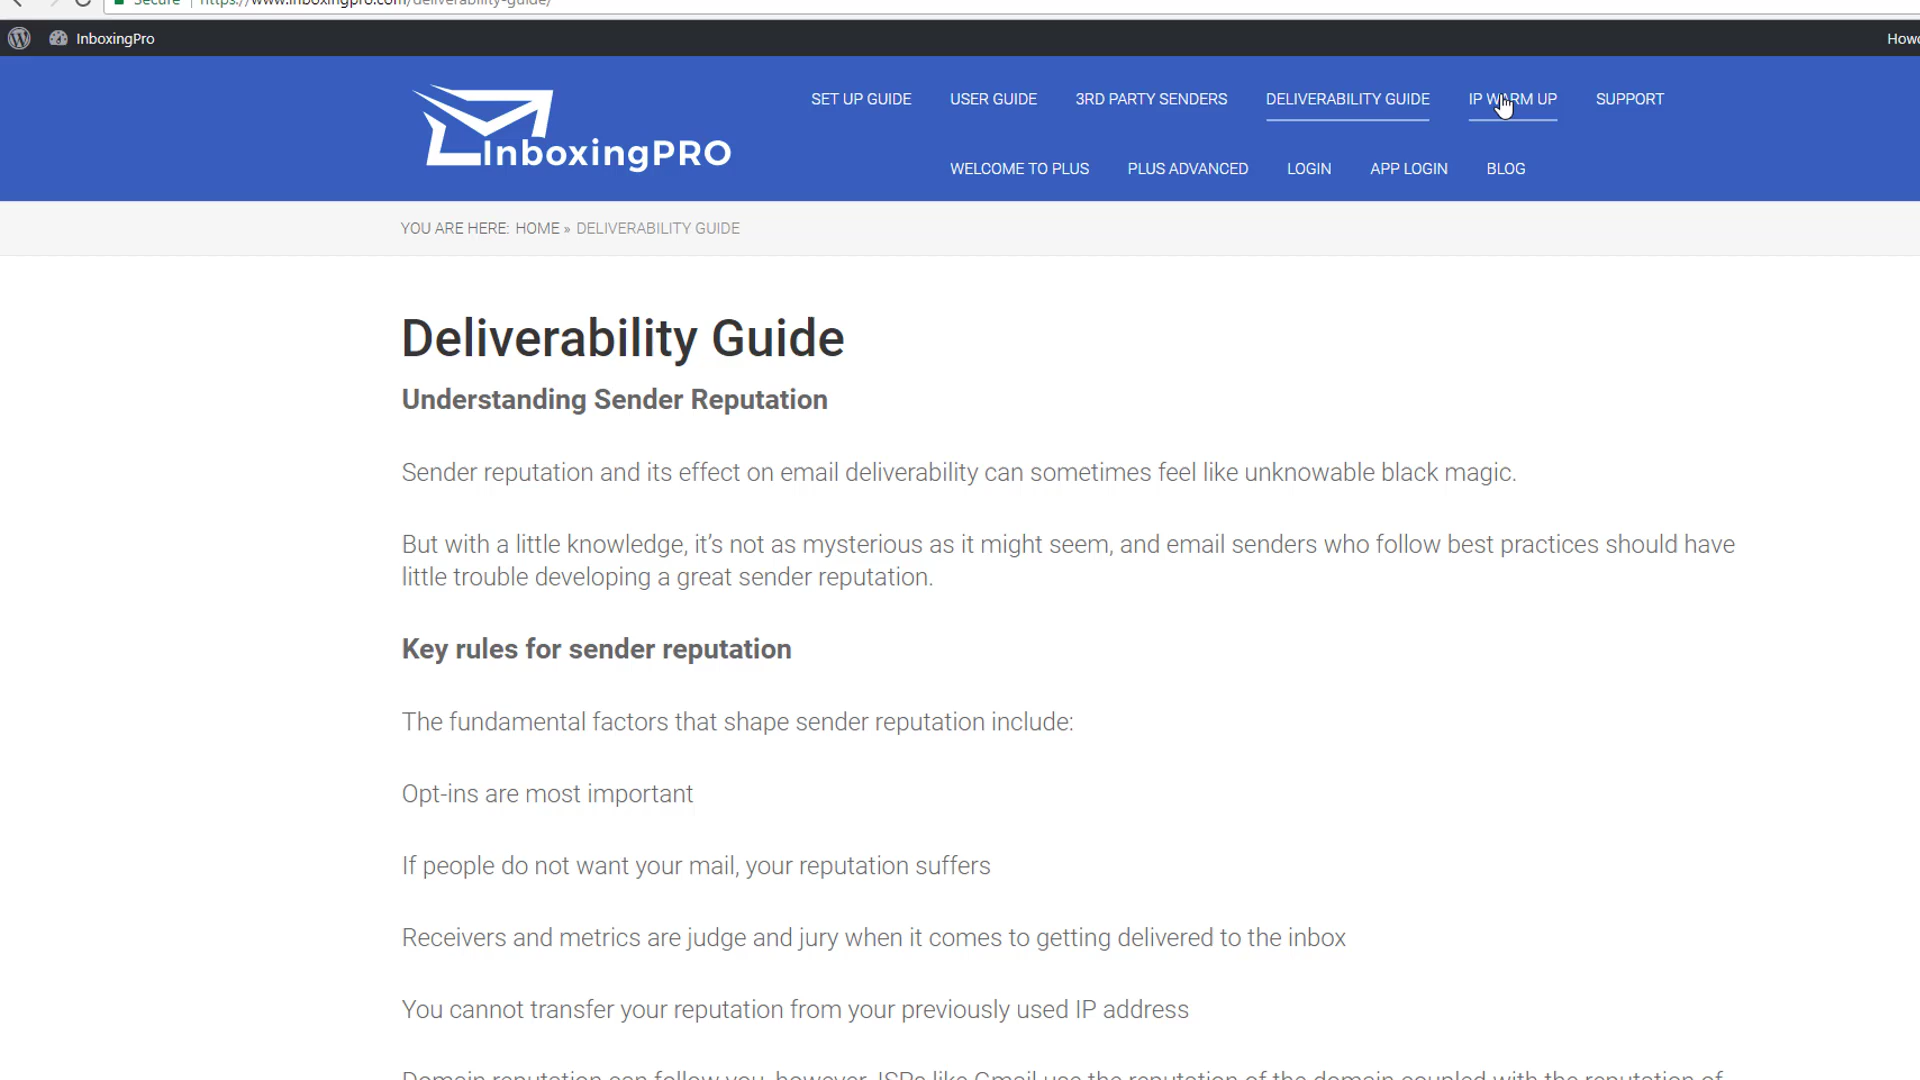 Secure https://www.inboxingpro.com/deliverability-guide/
InboxingPro
Howd
SET UP GUIDE USER GUIDE 3RD PARTY SENDERS DELIVERABILITY GUIDE IP WARM UP SUPPORT
InboxingPRO
WELCOME TO PLUS PLUS ADVANCED LOGIN APP LOGIN BLOG
YOU ARE HERE: HOME » DELIVERABILITY GUIDE
Deliverability Guide
Understanding Sender Reputation
Sender reputation and its effect on email deliverability can sometimes feel like unknowable black magic.
But with a little knowledge, it’s not as mysterious as it might seem, and email senders who follow best practices should have
little trouble developing a great sender reputation.
Key rules for sender reputation
The fundamental factors that shape sender reputation include:
Opt-ins are most important
If people do not want your mail, your reputation suffers
Receivers and metrics are judge and jury when it comes to getting delivered to the inbox
You cannot transfer your reputation from your previously used IP address
Domain reputation can follow you, however, ISPs like Gmail use the reputation of the domain coupled with the reputation of